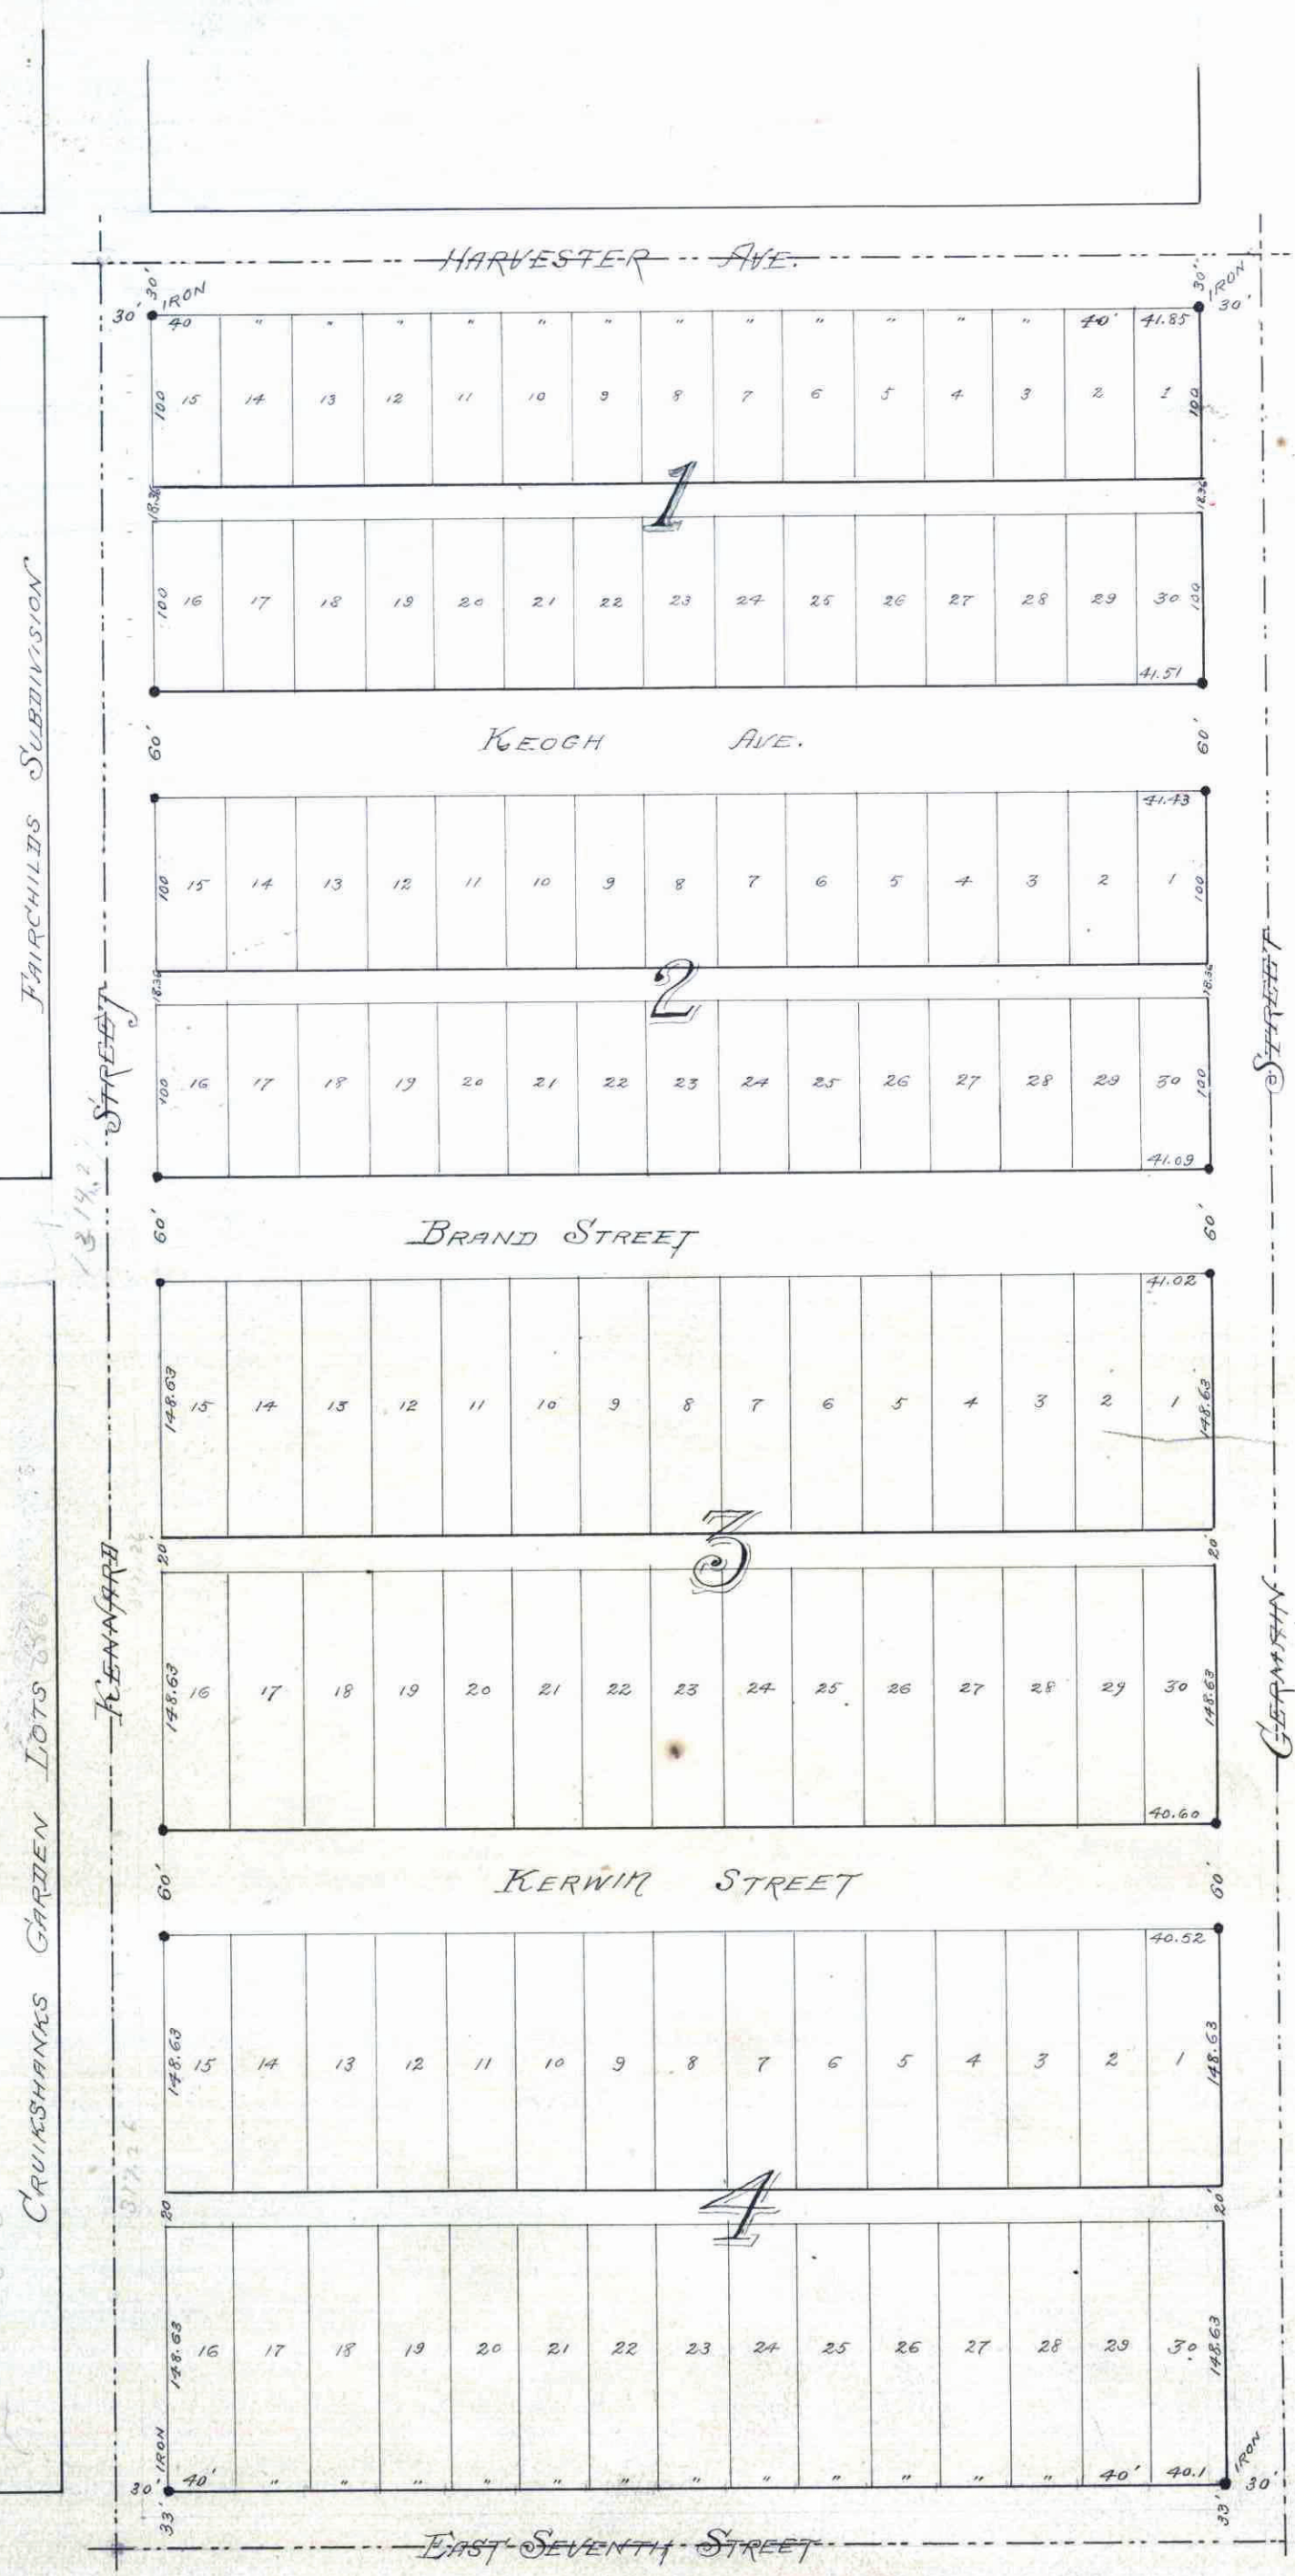 HARVESTER AVE.
30' 30' IRON
30' IRON 30'
40 " " " " " " " " " " " " 40' 41.85
100 15 14 13 12 11 10 9 8 7 6 5 4 3 2 1 100
18.36 1 18.36
100 16 17 18 19 20 21 22 23 24 25 26 27 28 29 30 100
41.51
60' KEOGH AVE. 60'
41.43
100 15 14 13 12 11 10 9 8 7 6 5 4 3 2 1 100
18.36 2 18.36
100 16 17 18 19 20 21 22 23 24 25 26 27 28 29 30 100
41.09
60' BRAND STREET 60'
41.02
148.63 15 14 13 12 11 10 9 8 7 6 5 4 3 2 1 148.63
20' 3 20'
148.63 16 17 18 19 20 21 22 23 24 25 26 27 28 29 30 148.63
40.60
60' KERWIN STREET 60'
40.52
148.63 15 14 13 12 11 10 9 8 7 6 5 4 3 2 1 148.63
20 4 20'
148.63 16 17 18 19 20 21 22 23 24 25 26 27 28 29 30 148.63
30' IRON 40' " " " " " " " " " " " " 40' 40.1 IRON 30'
33' 33'
EAST SEVENTH STREET
FAIRCHILDS SUBDIVISION
CRUIKSHANKS GARDEN LOTS
KENNARD STREET
GERMAIN STREET